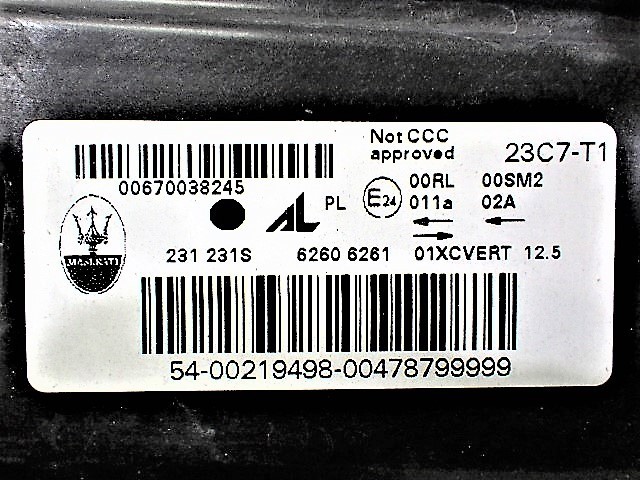 Not CCC
approved
23C7-T1
00670038245
AL PL E24 00RL 00SM2
011a 02A
MASERATI
231 231S 6260 6261 01XCVERT 12.5
54-00219498-00478799999